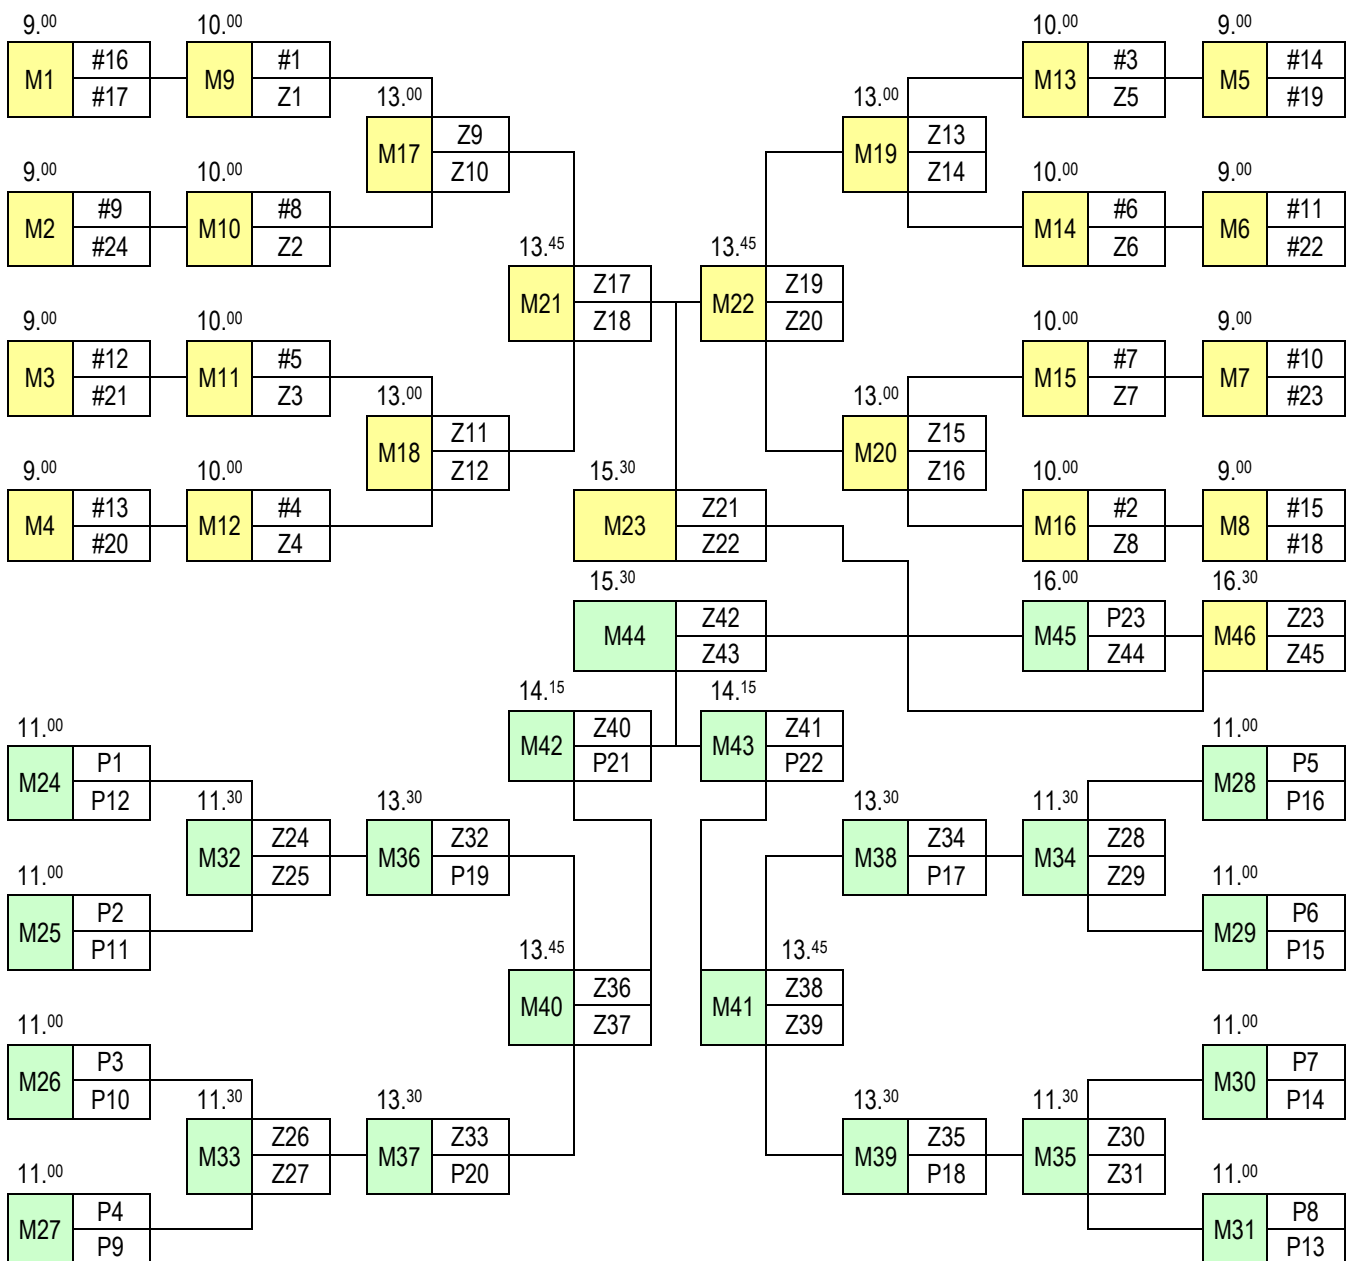 9.00 10.00 10.00 9.00
M1 #16 #17 M9 #1 Z1 M13 #3 Z5 M5 #14 #19
13.00 13.00
M17 Z9 Z10 M19 Z13 Z14
9.00 10.00 10.00 9.00
M2 #9 #24 M10 #8 Z2 M14 #6 Z6 M6 #11 #22
13.45 13.45
M21 Z17 Z18 M22 Z19 Z20
9.00 10.00 10.00 9.00
M3 #12 #21 M11 #5 Z3 M15 #7 Z7 M7 #10 #23
13.00 13.00
M18 Z11 Z12 M20 Z15 Z16
9.00 10.00 15.30 10.00 9.00
M4 #13 #20 M12 #4 Z4 M23 Z21 Z22 M16 #2 Z8 M8 #15 #18
15.30 16.00 16.30
M44 Z42 Z43 M45 P23 Z44 M46 Z23 Z45
14.15 14.15
M42 Z40 P21 M43 Z41 P22
11.00 11.00
M24 P1 P12 M28 P5 P16
11.30 13.30 13.30 11.30
M32 Z24 Z25 M36 Z32 P19 M38 Z34 P17 M34 Z28 Z29
11.00 11.00
M25 P2 P11 M29 P6 P15
13.45 13.45
M40 Z36 Z37 M41 Z38 Z39
11.00 11.00
M26 P3 P10 M30 P7 P14
11.30 13.30 13.30 11.30
M33 Z26 Z27 M37 Z33 P20 M39 Z35 P18 M35 Z30 Z31
11.00 11.00
M27 P4 P9 M31 P8 P13